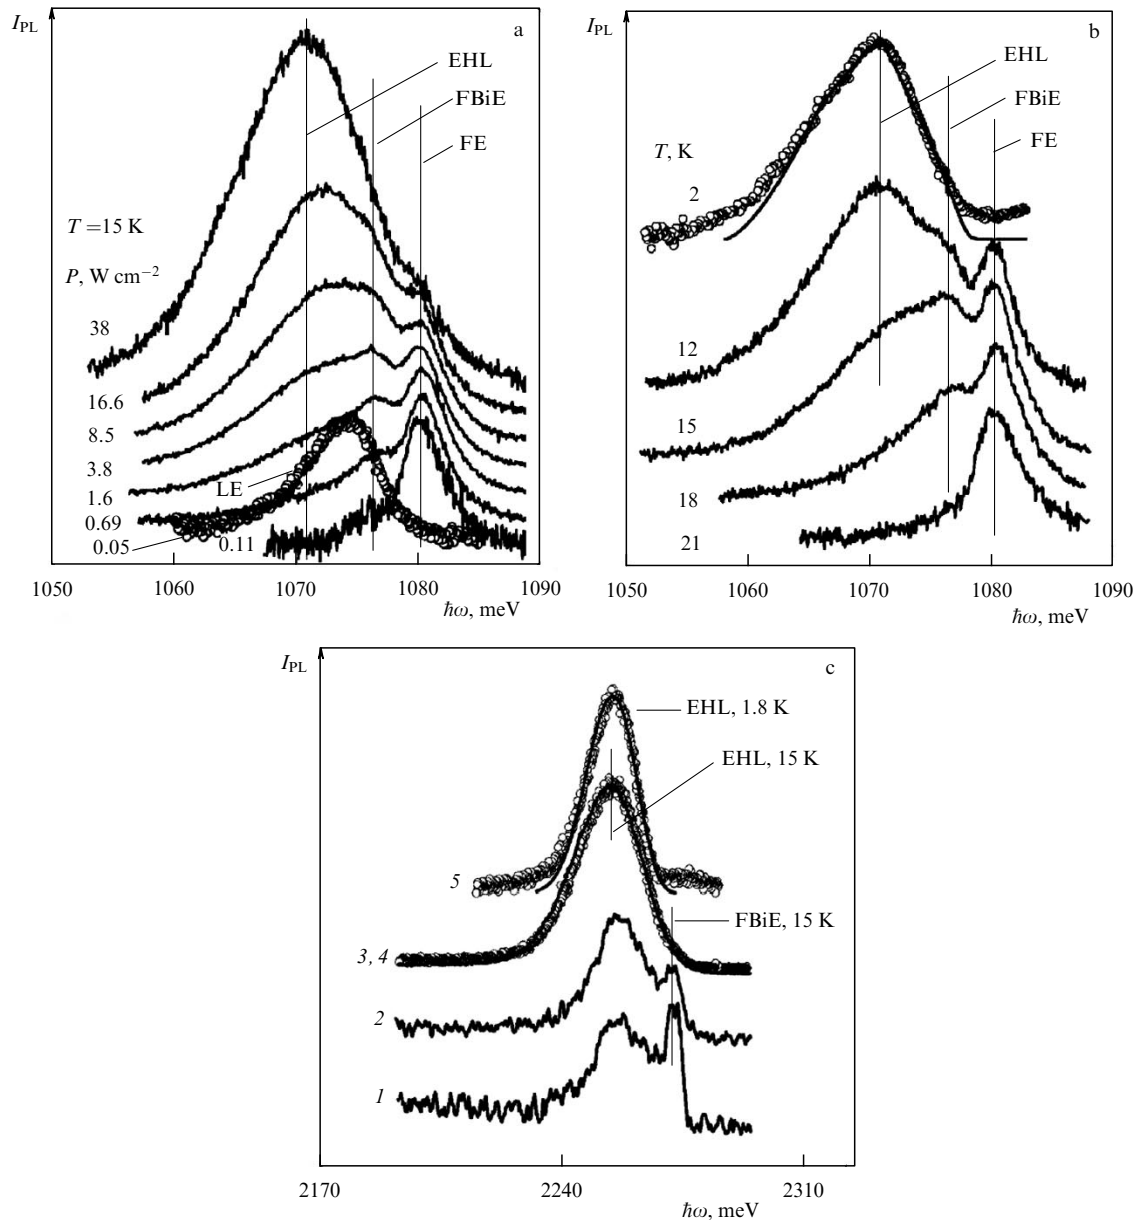 I_PL
a
EHL
FBiE
FE
T = 15 K
P, W cm⁻²
38
16.6
8.5
3.8
1.6
0.69
0.05
0.11
LE
1050 1060 1070 1080 1090
ħω, meV
I_PL
b
EHL
FBiE
FE
T, K
2
12
15
18
21
1050 1060 1070 1080 1090
ħω, meV
I_PL
c
EHL, 1.8 K
EHL, 15 K
FBiE, 15 K
5
3, 4
2
1
2170 2240 2310
ħω, meV